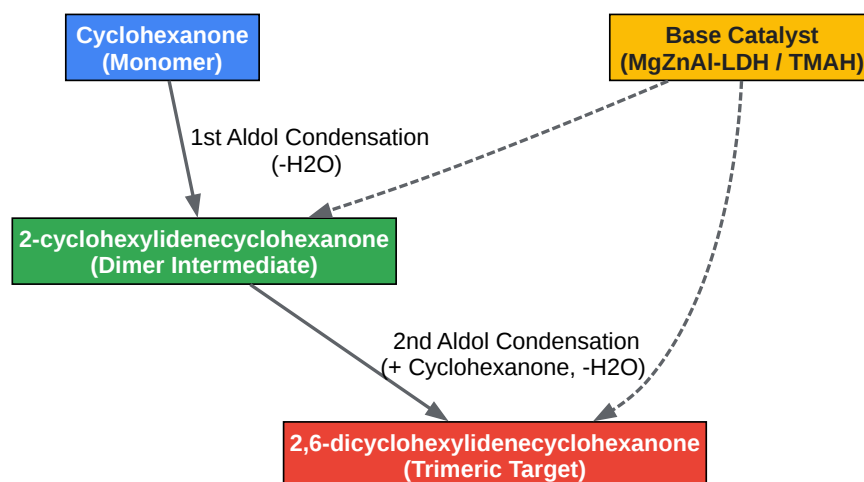 Cyclohexanone
(Monomer)
Base Catalyst
(MgZnAl-LDH / TMAH)
1st Aldol Condensation
(-H2O)
2-cyclohexylidenecyclohexanone
(Dimer Intermediate)
2nd Aldol Condensation
(+ Cyclohexanone, -H2O)
2,6-dicyclohexylidenecyclohexanone
(Trimeric Target)